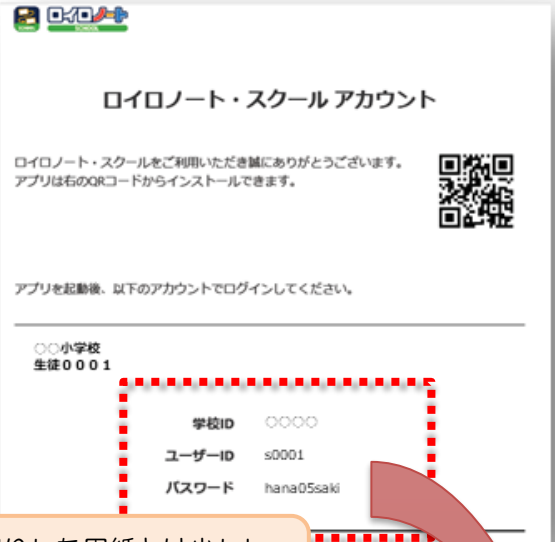 ロイロノート
SCHOOL
ロイロノート・スクール アカウント
ロイロノート・スクールをご利用いただき誠にありがとうございます。
アプリは右のQRコードからインストールできます。
アプリを起動後、以下のアカウントでログインしてください。
○○小学校
生徒０００１
学校ID ○○○○
ユーザーID s0001
パスワード hana05saki